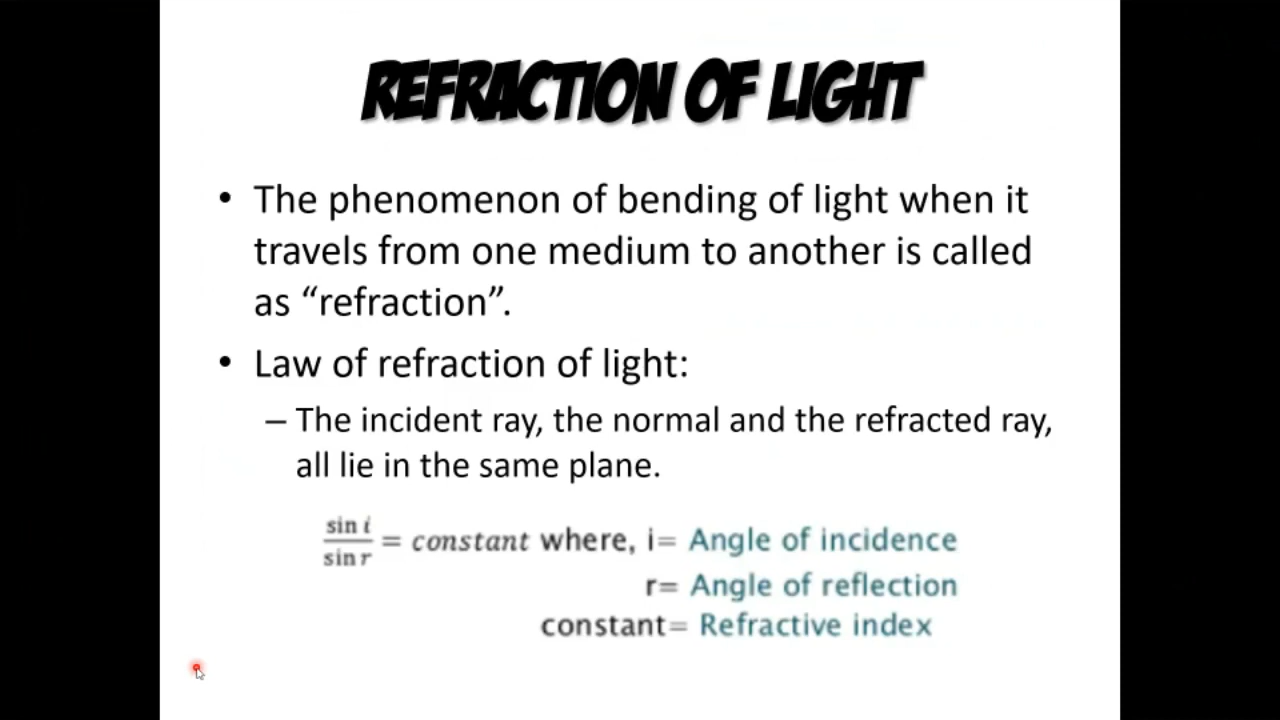 REFRACTION OF LIGHT
• The phenomenon of bending of light when it
travels from one medium to another is called
as “refraction”.
• Law of refraction of light:
– The incident ray, the normal and the refracted ray,
all lie in the same plane.
sin i / sin r = constant where, i= Angle of incidence
r= Angle of reflection
constant= Refractive index